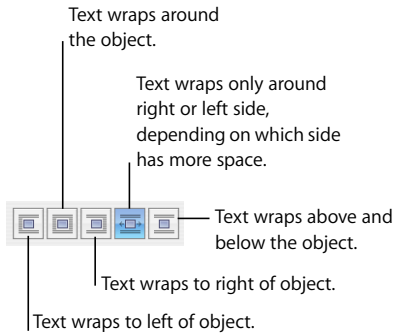 Text wraps around
the object.
Text wraps only around
right or left side,
depending on which side
has more space.
Text wraps above and
below the object.
Text wraps to right of object.
Text wraps to left of object.